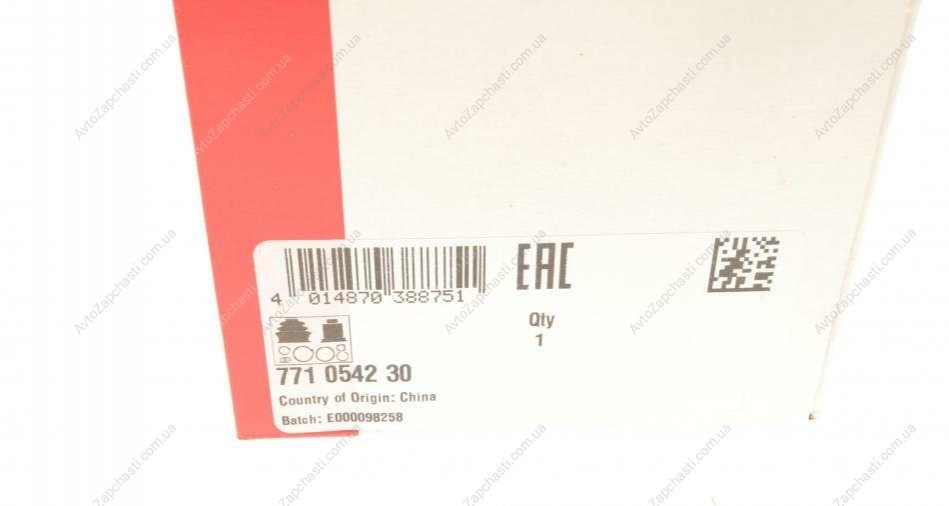 4 014870 388751
EAC
Qty
1
771 0542 30
Country of Origin: China
Batch: E000098258
AvtoZapchasti.com.ua